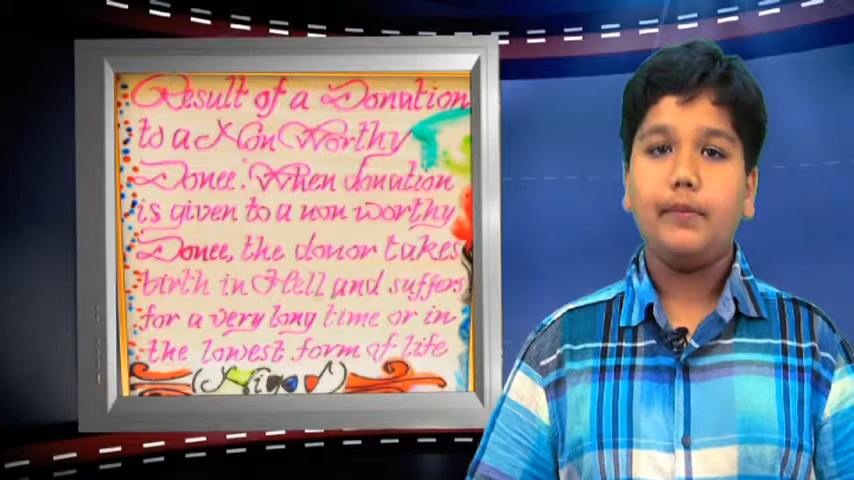 Result of a Donation
to a Non Worthy
Donee: When donation
is given to a non worthy
Donee, the donor takes
birth in Hell and suffers
for a very long time or in
the lowest form of life
(Nigod)